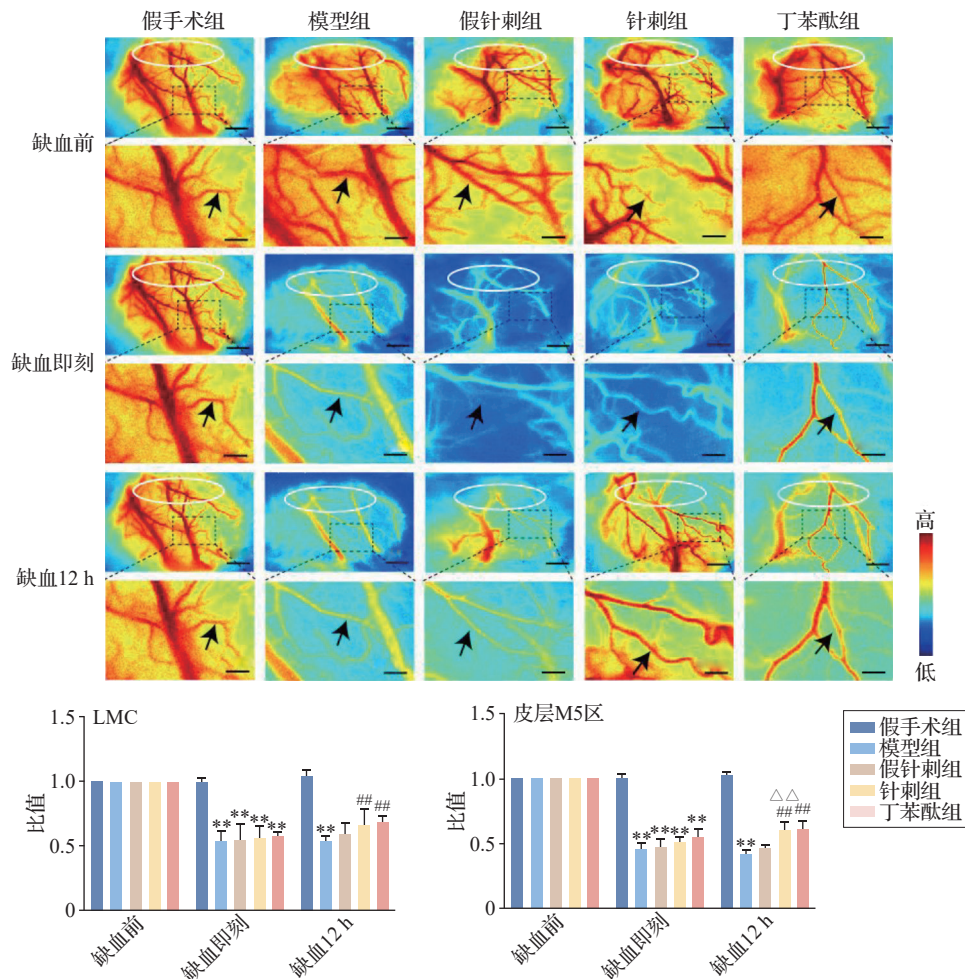 假手术组 模型组 假针刺组 针刺组 丁苯酞组
缺血前
缺血即刻
缺血12 h
高
低
LMC
1.5
1.0
0.5
0
比值
** ** ** **
** ## ##
缺血前 缺血即刻 缺血12 h
皮层M5区
1.5
1.0
0.5
0
比值
** ** ** **
△△
** ## ##
缺血前 缺血即刻 缺血12 h
假手术组
模型组
假针刺组
针刺组
丁苯酞组